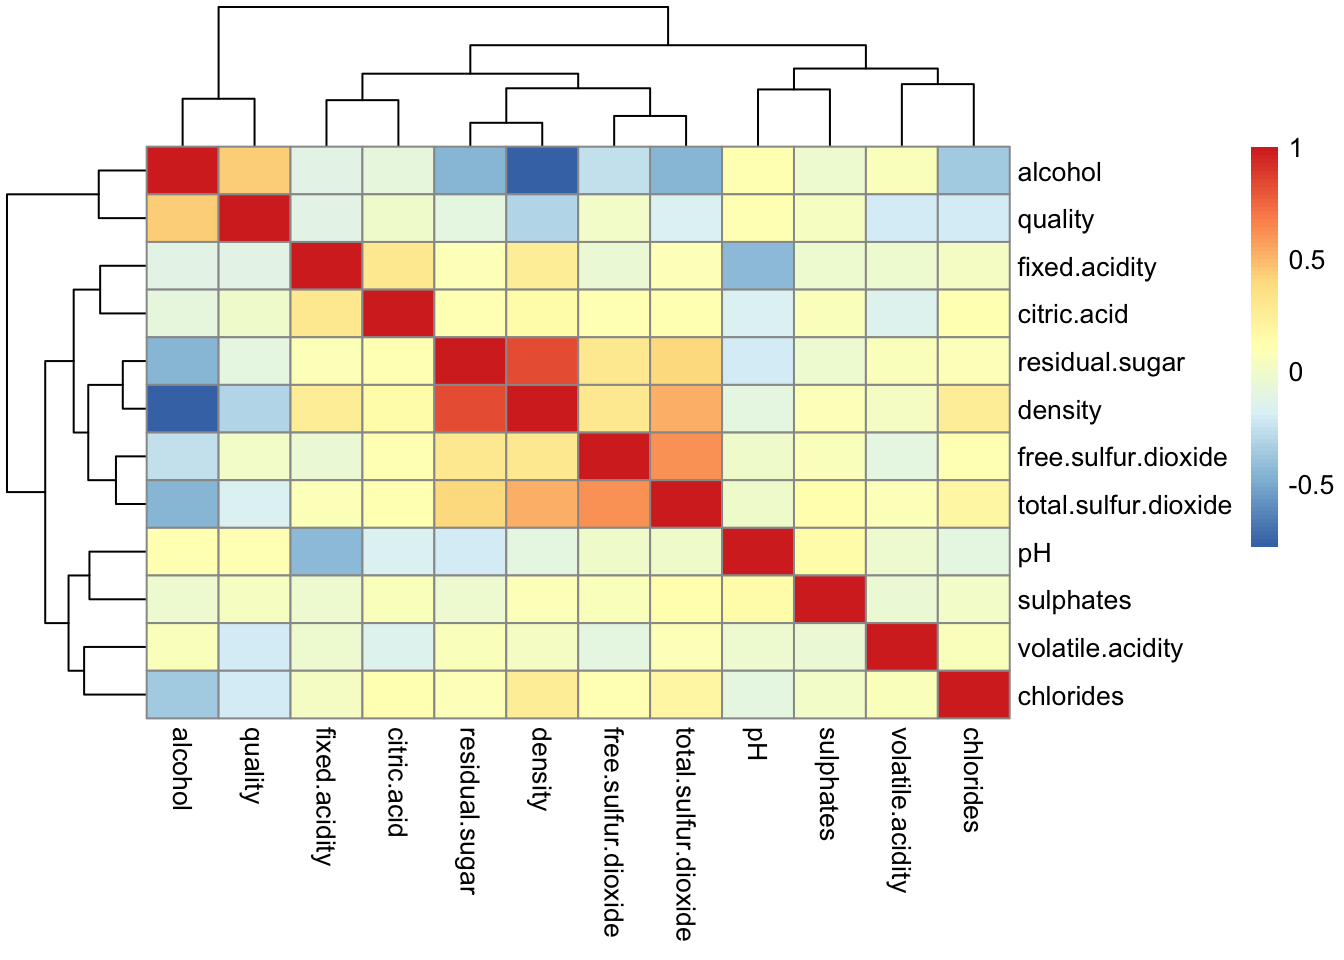 1
0.5
0
-0.5
alcohol
quality
fixed.acidity
citric.acid
residual.sugar
density
free.sulfur.dioxide
total.sulfur.dioxide
pH
sulphates
volatile.acidity
chlorides
alcohol
quality
fixed.acidity
citric.acid
residual.sugar
density
free.sulfur.dioxide
total.sulfur.dioxide
pH
sulphates
volatile.acidity
chlorides